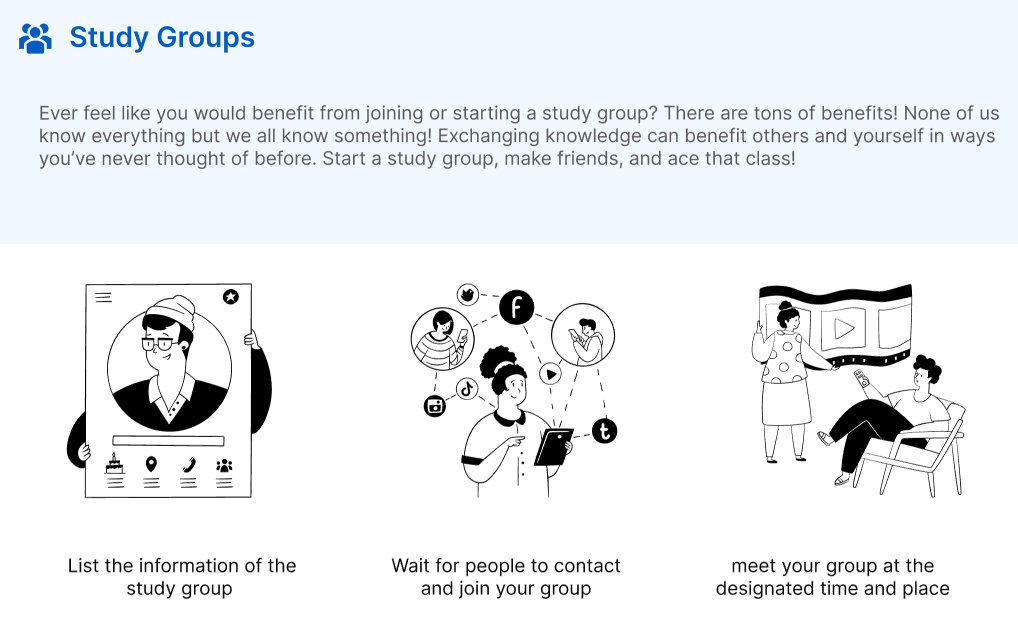 Study Groups
Ever feel like you would benefit from joining or starting a study group? There are tons of benefits! None of us
know everything but we all know something! Exchanging knowledge can benefit others and yourself in ways
you’ve never thought of before. Start a study group, make friends, and ace that class!
f
t
List the information of the
study group
Wait for people to contact
and join your group
meet your group at the
designated time and place